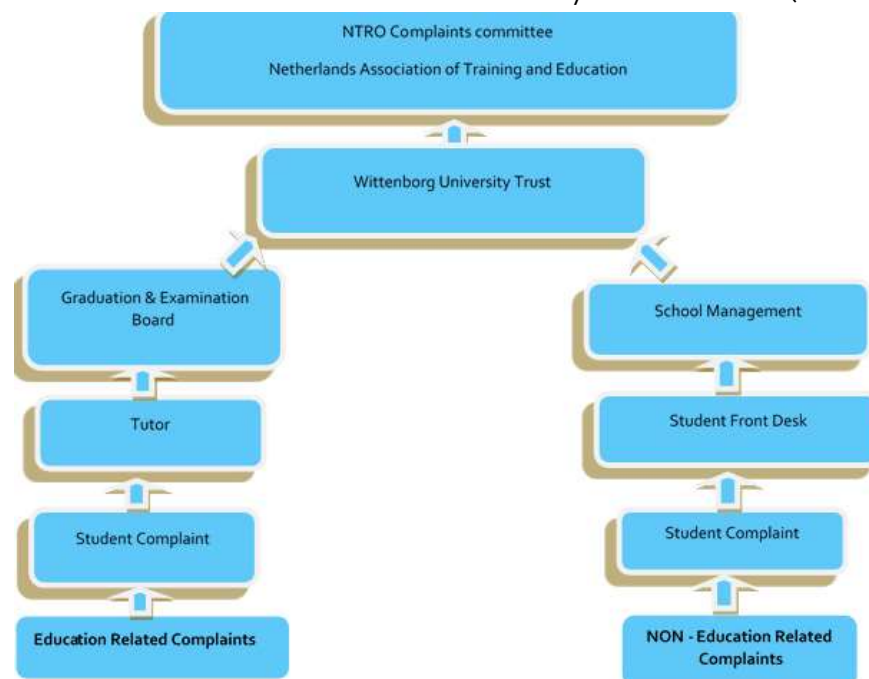 NTRO Complaints committee
Netherlands Association of Training and Education
Wittenborg University Trust
Graduation & Examination
Board
School Management
Tutor
Student Front Desk
Student Complaint
Student Complaint
Education Related Complaints
NON - Education Related
Complaints